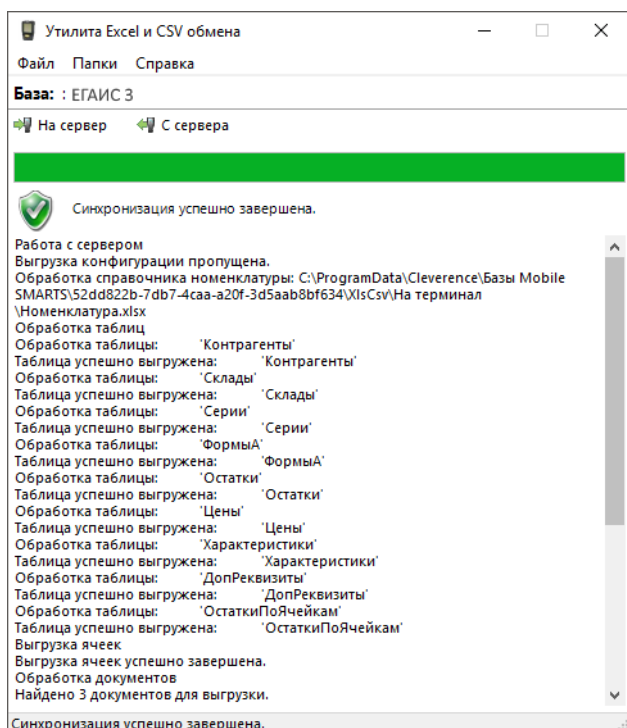 Утилита Excel и CSV обмена
Файл Папки Справка
База: : ЕГАИС 3
На сервер С сервера
Синхронизация успешно завершена.
Работа с сервером
Выгрузка конфигурации пропущена.
Обработка справочника номенклатуры: C:\ProgramData\Cleverence\Базы Mobile
SMARTS\52dd822b-7db7-4caa-a20f-3d5aab8bf634\XlsCsv\На терминал
\Номенклатура.xlsx
Обработка таблиц
Обработка таблицы: 'Контрагенты'
Таблица успешно выгружена: 'Контрагенты'
Обработка таблицы: 'Склады'
Таблица успешно выгружена: 'Склады'
Обработка таблицы: 'Серии'
Таблица успешно выгружена: 'Серии'
Обработка таблицы: 'ФормыА'
Таблица успешно выгружена: 'ФормыА'
Обработка таблицы: 'Остатки'
Таблица успешно выгружена: 'Остатки'
Обработка таблицы: 'Цены'
Таблица успешно выгружена: 'Цены'
Обработка таблицы: 'Характеристики'
Таблица успешно выгружена: 'Характеристики'
Обработка таблицы: 'ДопРеквизиты'
Таблица успешно выгружена: 'ДопРеквизиты'
Обработка таблицы: 'ОстаткиПоЯчейкам'
Таблица успешно выгружена: 'ОстаткиПоЯчейкам'
Выгрузка ячеек
Выгрузка ячеек успешно завершена.
Обработка документов
Найдено 3 документов для выгрузки.
Синхронизация успешно завершена.